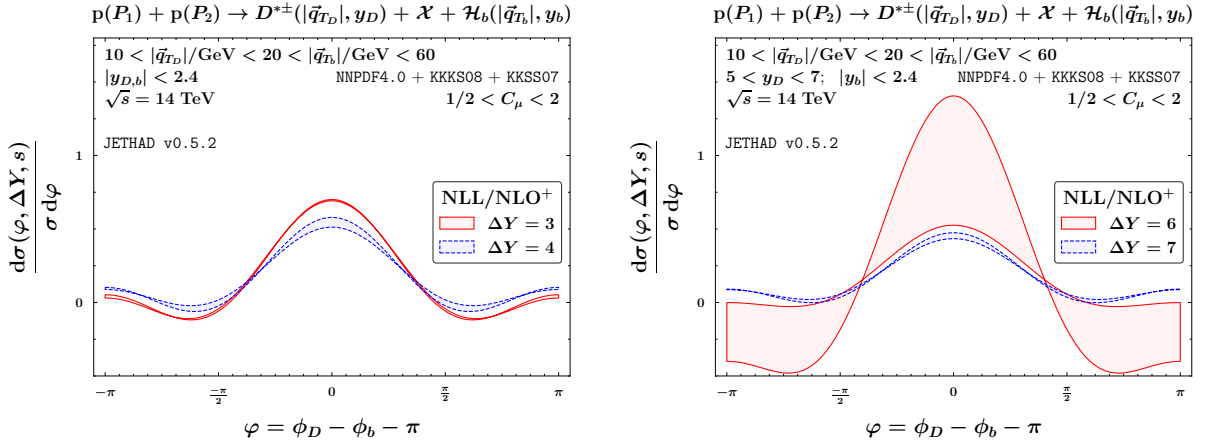 p(P₁) + p(P₂) → D*±(|q⃗_{T_D}|, y_D) + 𝒳 + ℋ_b(|q⃗_{T_b}|, y_b)
10 < |q⃗_{T_D}|/GeV < 20 < |q⃗_{T_b}|/GeV < 60
|y_{D,b}| < 2.4 NNPDF4.0 + KKKS08 + KKSS07
√s = 14 TeV 1/2 < C_μ < 2
JETHAD v0.5.2
dσ(φ, ΔY, s)
σ dφ
1
0
NLL/NLO⁺
ΔY = 3
ΔY = 4
−π
−π/2
0
π/2
π
φ = ϕ_D − ϕ_b − π
p(P₁) + p(P₂) → D*±(|q⃗_{T_D}|, y_D) + 𝒳 + ℋ_b(|q⃗_{T_b}|, y_b)
10 < |q⃗_{T_D}|/GeV < 20 < |q⃗_{T_b}|/GeV < 60
5 < y_D < 7; |y_b| < 2.4 NNPDF4.0 + KKKS08 + KKSS07
√s = 14 TeV 1/2 < C_μ < 2
JETHAD v0.5.2
dσ(φ, ΔY, s)
σ dφ
1
0
NLL/NLO⁺
ΔY = 6
ΔY = 7
−π
−π/2
0
π/2
π
φ = ϕ_D − ϕ_b − π